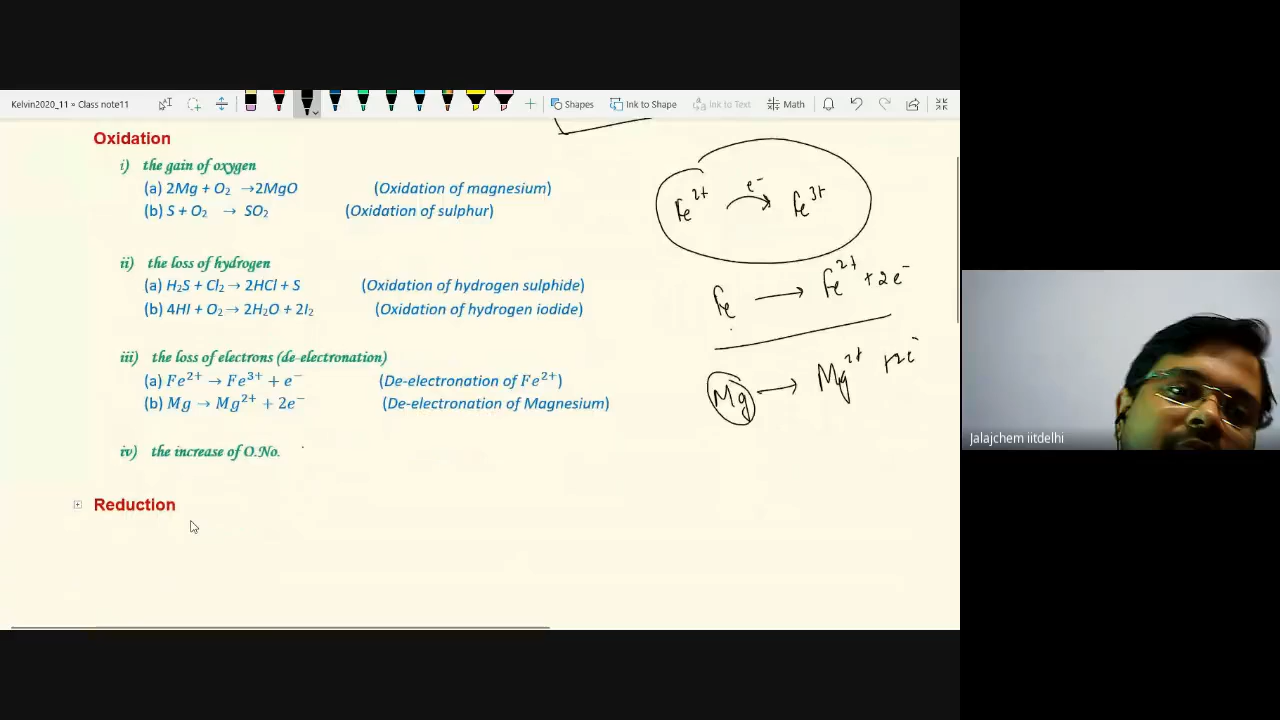 Kelvin2020_11 » Class note11
Shapes
Ink to Shape
Ink to Text
Math
Oxidation
i) the gain of oxygen
(a) 2Mg + O₂ →2MgO (Oxidation of magnesium)
(b) S + O₂ → SO₂ (Oxidation of sulphur)
ii) the loss of hydrogen
(a) H₂S + Cl₂ → 2HCl + S (Oxidation of hydrogen sulphide)
(b) 4HI + O₂ → 2H₂O + 2I₂ (Oxidation of hydrogen iodide)
iii) the loss of electrons (de-electronation)
(a) Fe²⁺ → Fe³⁺ + e⁻ (De-electronation of Fe²⁺)
(b) Mg → Mg²⁺ + 2e⁻ (De-electronation of Magnesium)
iv) the increase of O.No.
Reduction
Fe²⁺ e⁻ → Fe³⁺
Fe → Fe²⁺ + 2e⁻
Mg → Mg²⁺ + 2e⁻
Jalajchem iitdelhi